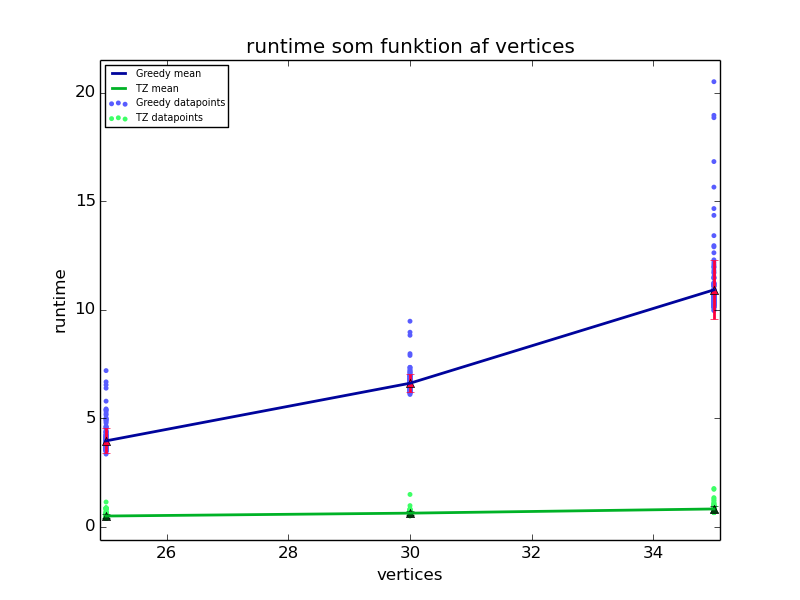 runtime som funktion af vertices
Greedy mean
TZ mean
Greedy datapoints
TZ datapoints
20
15
10
5
0
runtime
26 28 30 32 34
vertices